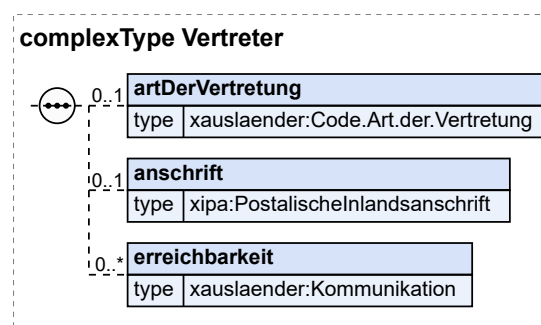 complexType Vertreter
0..1 artDerVertretung
type xauslaender:Code.Art.der.Vertretung
0..1 anschrift
type xipa:PostalischeInlandsanschrift
0..* erreichbarkeit
type xauslaender:Kommunikation